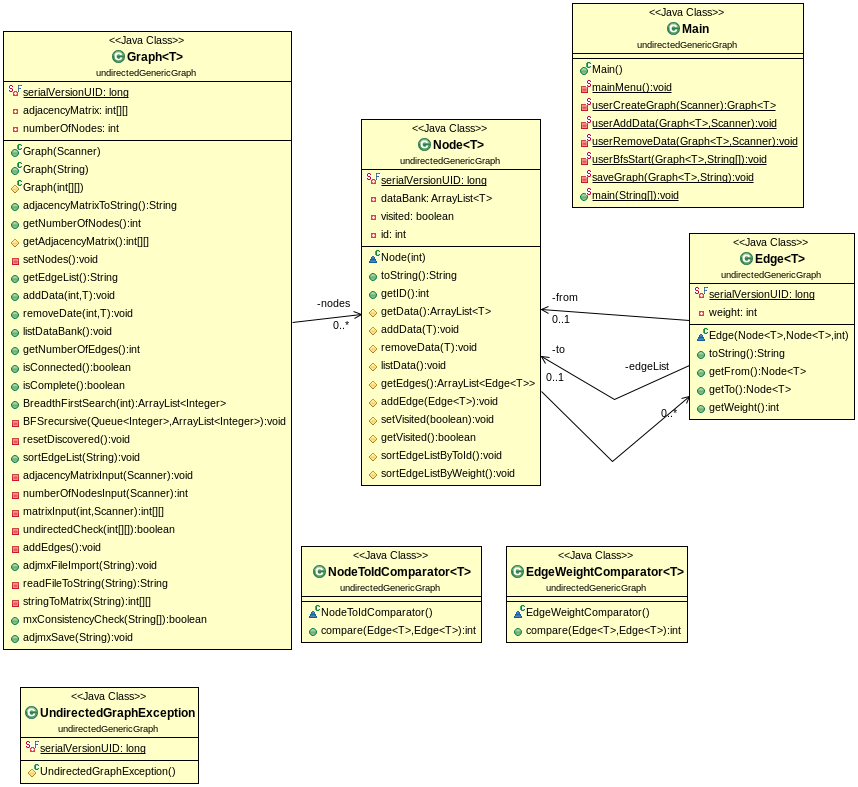 <<Java Class>>
Graph<T>
undirectedGenericGraph
serialVersionUID: long
adjacencyMatrix: int[][]
numberOfNodes: int
Graph(Scanner)
Graph(String)
Graph(int[][])
adjacencyMatrixToString():String
getNumberOfNodes():int
getAdjacencyMatrix():int[][]
setNodes():void
getEdgeList():String
addData(int,T):void
removeDate(int,T):void
listDataBank():void
getNumberOfEdges():int
isConnected():boolean
isComplete():boolean
BreadthFirstSearch(int):ArrayList<Integer>
BFSrecursive(Queue<Integer>,ArrayList<Integer>):void
resetDiscovered():void
sortEdgeList(String):void
adjacencyMatrixInput(Scanner):void
numberOfNodesInput(Scanner):int
matrixInput(int,Scanner):int[][]
undirectedCheck(int[][]):boolean
addEdges():void
adjmxFileImport(String):void
readFileToString(String):String
stringToMatrix(String):int[][]
mxConsistencyCheck(String[]):boolean
adjmxSave(String):void
-nodes
0..*
<<Java Class>>
Node<T>
undirectedGenericGraph
serialVersionUID: long
dataBank: ArrayList<T>
visited: boolean
id: int
Node(int)
toString():String
getID():int
getData():ArrayList<T>
addData(T):void
removeData(T):void
listData():void
getEdges():ArrayList<Edge<T>>
addEdge(Edge<T>):void
setVisited(boolean):void
getVisited():boolean
sortEdgeListByToId():void
sortEdgeListByWeight():void
<<Java Class>>
Main
undirectedGenericGraph
Main()
mainMenu():void
userCreateGraph(Scanner):Graph<T>
userAddData(Graph<T>,Scanner):void
userRemoveData(Graph<T>,Scanner):void
userBfsStart(Graph<T>,String[]):void
saveGraph(Graph<T>,String):void
main(String[]):void
-from
0..1
-to
0..1
-edgeList
0..*
<<Java Class>>
Edge<T>
undirectedGenericGraph
serialVersionUID: long
weight: int
Edge(Node<T>,Node<T>,int)
toString():String
getFrom():Node<T>
getTo():Node<T>
getWeight():int
<<Java Class>>
NodeToIdComparator<T>
undirectedGenericGraph
NodeToIdComparator()
compare(Edge<T>,Edge<T>):int
<<Java Class>>
EdgeWeightComparator<T>
undirectedGenericGraph
EdgeWeightComparator()
compare(Edge<T>,Edge<T>):int
<<Java Class>>
UndirectedGraphException
undirectedGenericGraph
serialVersionUID: long
UndirectedGraphException()